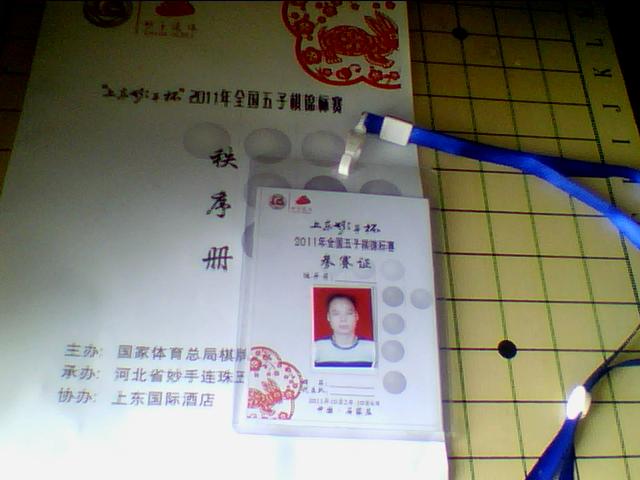 "上东妙手杯"2011年全国五子棋锦标赛
秩
序
册
主办: 国家体育总局棋牌
承办: 河北省妙手连珠五
协办: 上东国际酒店
上东妙手杯
2011年全国五子棋锦标赛
参赛证
J
K
L
I